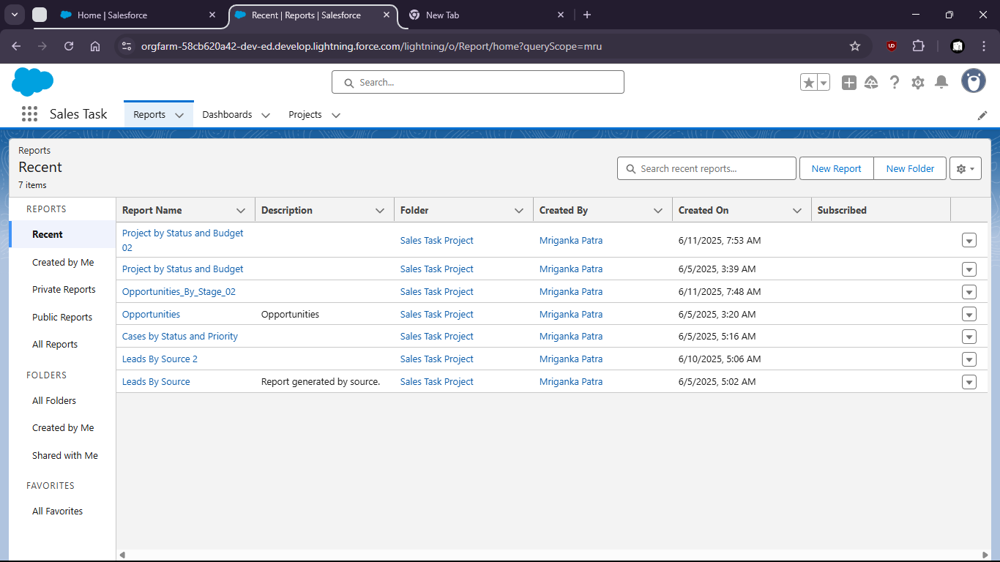 Home | Salesforce
Recent | Reports | Salesforce
New Tab
orgfarm-58cb620a42-dev-ed.develop.lightning.force.com/lightning/o/Report/home?queryScope=mru
Search...
Sales Task
Reports
Dashboards
Projects
Reports
Recent
7 items
Search recent reports...
New Report
New Folder
REPORTS
Recent
Created by Me
Private Reports
Public Reports
All Reports
FOLDERS
All Folders
Created by Me
Shared with Me
FAVORITES
All Favorites
Report Name Description Folder Created By Created On Subscribed
Project by Status and Budget
02 Sales Task Project Mriganka Patra 6/11/2025, 7:53 AM
Project by Status and Budget Sales Task Project Mriganka Patra 6/5/2025, 3:39 AM
Opportunities_By_Stage_02 Sales Task Project Mriganka Patra 6/11/2025, 7:48 AM
Opportunities Opportunities Sales Task Project Mriganka Patra 6/5/2025, 3:20 AM
Cases by Status and Priority Sales Task Project Mriganka Patra 6/5/2025, 5:16 AM
Leads By Source 2 Sales Task Project Mriganka Patra 6/10/2025, 5:06 AM
Leads By Source Report generated by source. Sales Task Project Mriganka Patra 6/5/2025, 5:02 AM